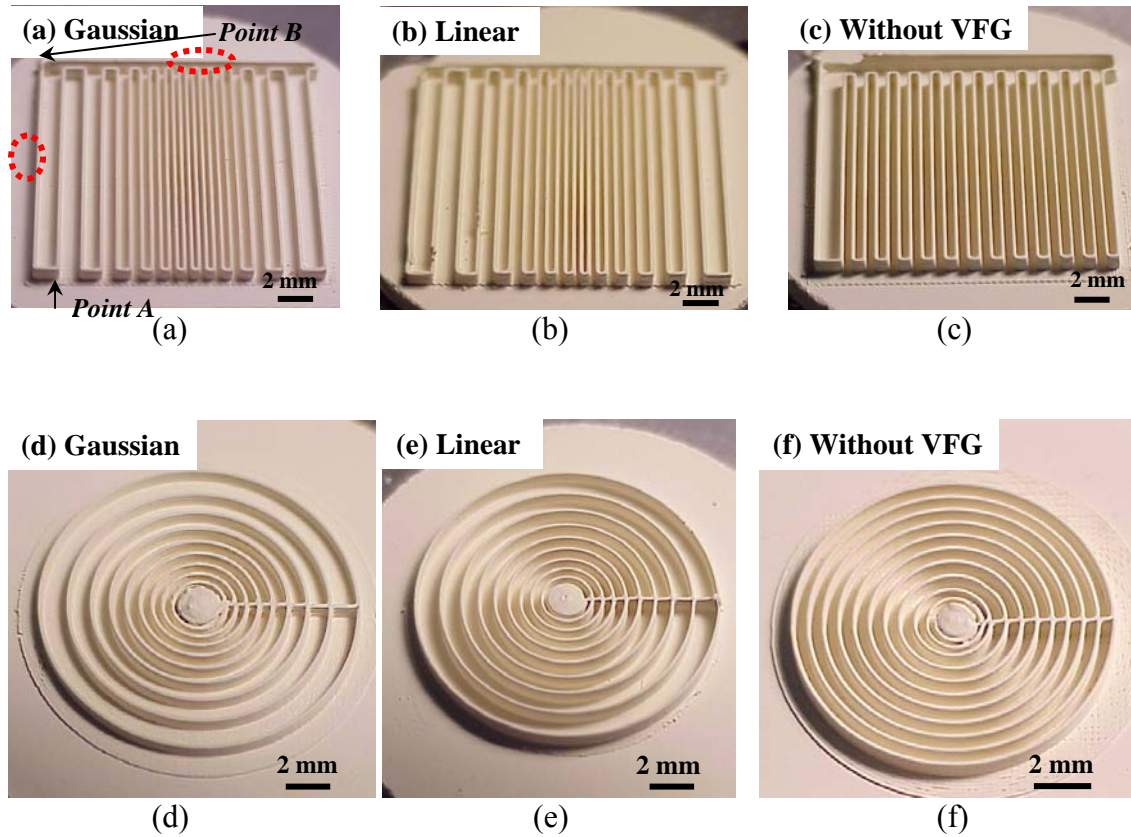 (a) Gaussian
Point B
(b) Linear
(c) Without VFG
2 mm
Point A
2 mm
2 mm
(a)
(b)
(c)
(d) Gaussian
(e) Linear
(f) Without VFG
2 mm
2 mm
2 mm
(d)
(e)
(f)